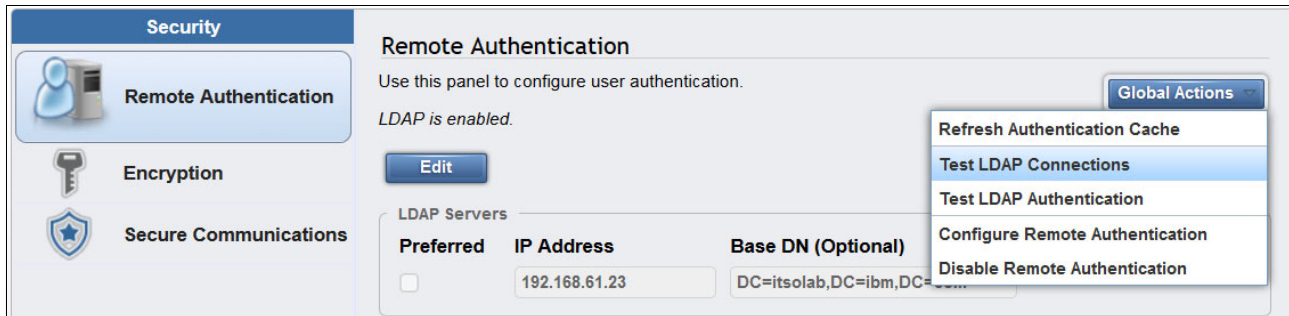 Security
Remote Authentication
Encryption
Secure Communications
Remote Authentication
Use this panel to configure user authentication.
LDAP is enabled.
Edit
Global Actions
Refresh Authentication Cache
Test LDAP Connections
Test LDAP Authentication
Configure Remote Authentication
Disable Remote Authentication
LDAP Servers
Preferred IP Address Base DN (Optional)
192.168.61.23 DC=itsolab,DC=ibm,DC=